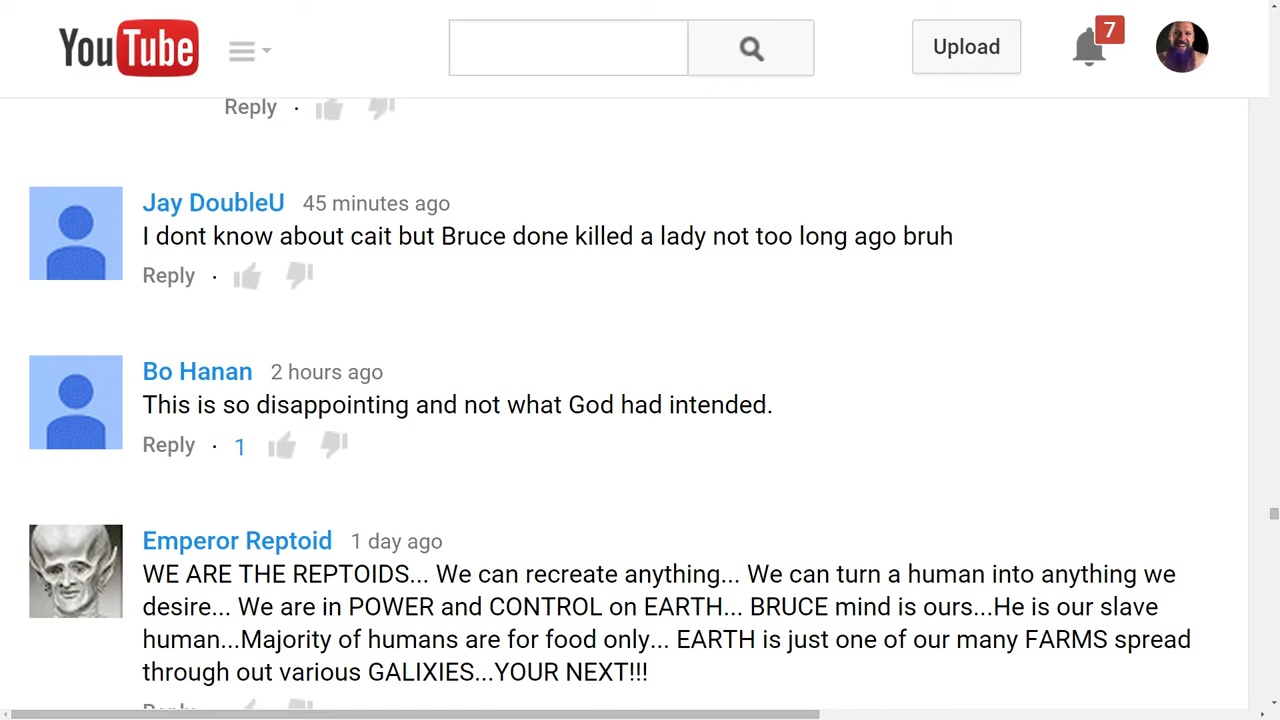 YouTube
Upload
7
Reply ·
Jay DoubleU 45 minutes ago
I dont know about cait but Bruce done killed a lady not too long ago bruh
Reply ·
Bo Hanan 2 hours ago
This is so disappointing and not what God had intended.
Reply · 1
Emperor Reptoid 1 day ago
WE ARE THE REPTOIDS... We can recreate anything... We can turn a human into anything we
desire... We are in POWER and CONTROL on EARTH... BRUCE mind is ours...He is our slave
human...Majority of humans are for food only... EARTH is just one of our many FARMS spread
through out various GALIXIES...YOUR NEXT!!!